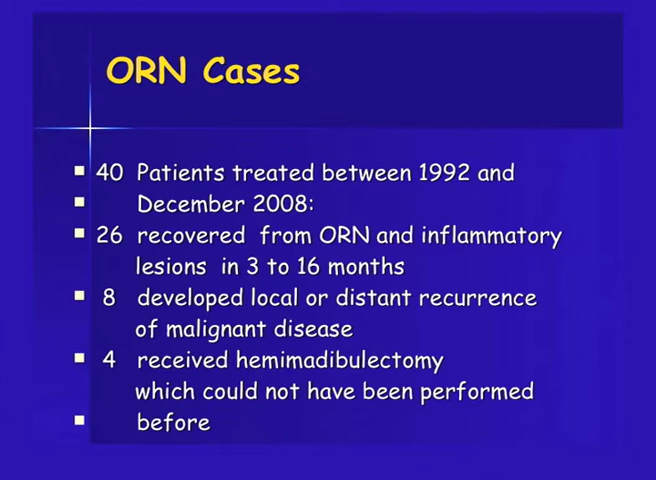 ORN Cases
▪ 40 Patients treated between 1992 and
▪ December 2008:
▪ 26 recovered from ORN and inflammatory
lesions in 3 to 16 months
▪ 8 developed local or distant recurrence
of malignant disease
▪ 4 received hemimadibulectomy
which could not have been performed
▪ before